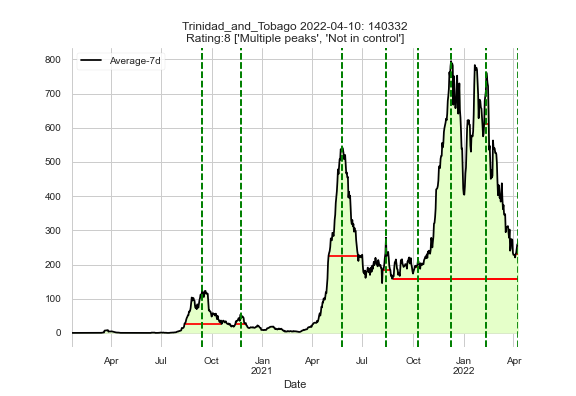 Trinidad_and_Tobago 2022-04-10: 140332
Rating:8 ['Multiple peaks', 'Not in control']
Average-7d
800
700
600
500
400
300
200
100
0
Apr Jul Oct Jan Apr Jul Oct Jan Apr
2021 2022
Date